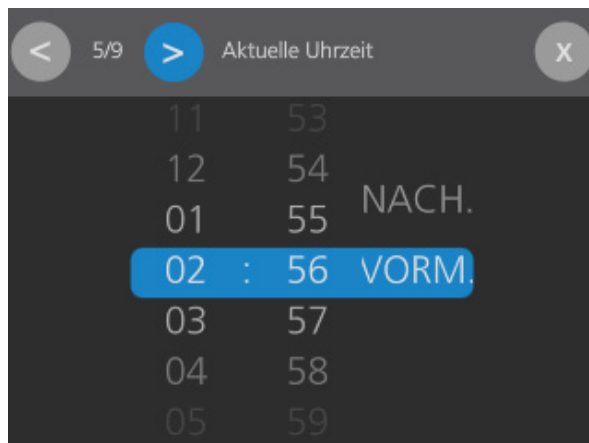 < 5/9 > Aktuelle Uhrzeit X
11 53
12 54
NACH.
01 55
02 : 56 VORM.
03 57
04 58
05 59